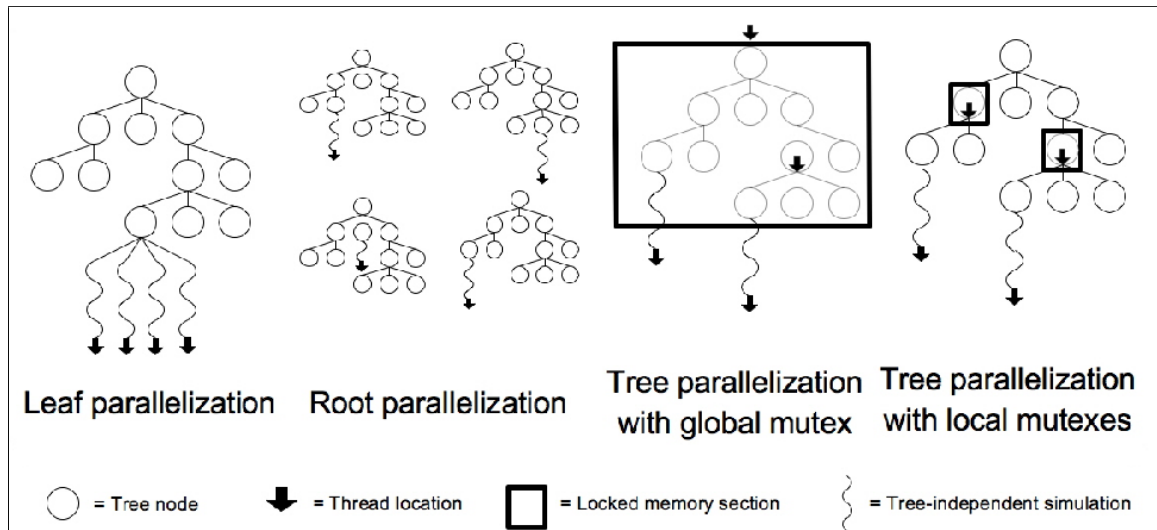 Leaf parallelization
Root parallelization
Tree parallelization
with global mutex
Tree parallelization
with local mutexes
= Tree node
= Thread location
= Locked memory section
= Tree-independent simulation